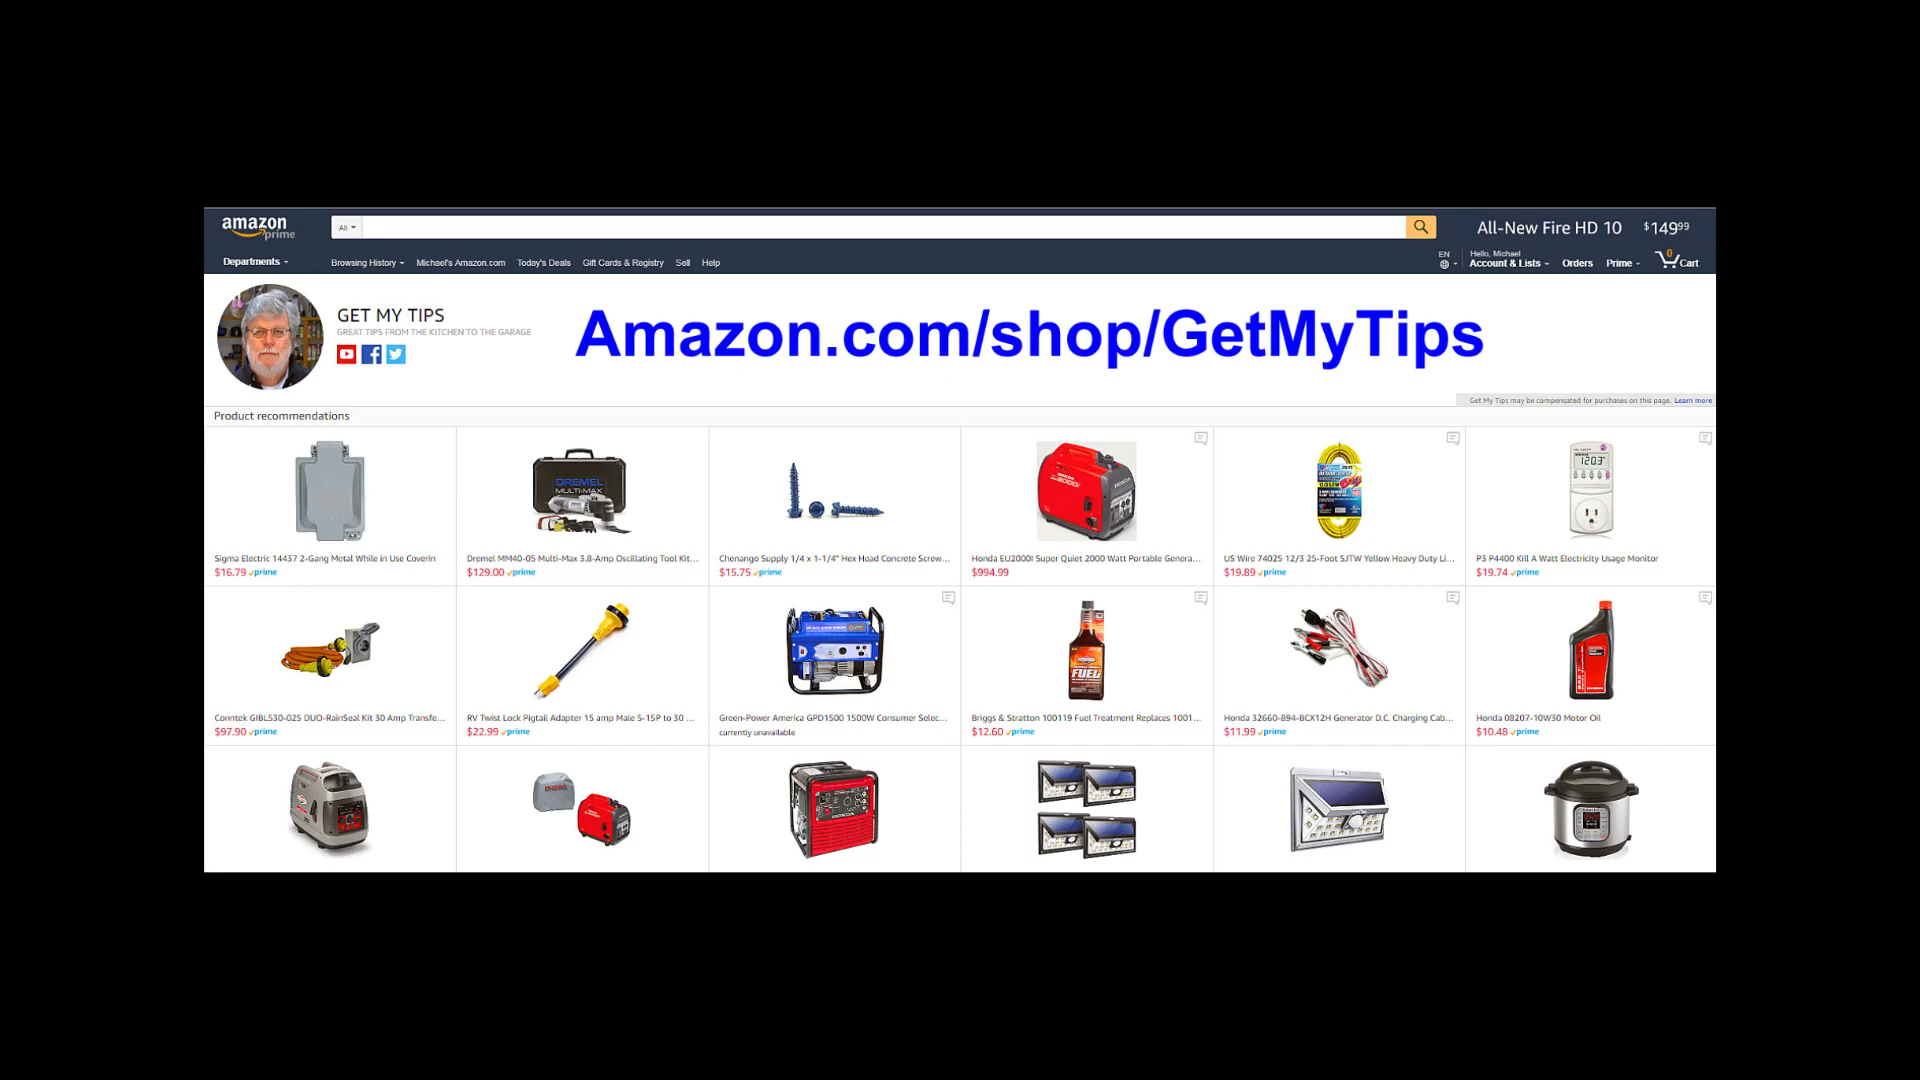 amazon
prime
All
All-New Fire HD 10 $149.99
Departments
Browsing History Michael's Amazon.com Today's Deals Gift Cards & Registry Sell Help
EN
Hello, Michael
Account & Lists Orders Prime 0 Cart
GET MY TIPS
GREAT TIPS FROM THE KITCHEN TO THE GARAGE
Amazon.com/shop/GetMyTips
Get My Tips may be compensated for purchases on this page. Learn more
Product recommendations
DREMEL
MULTI-MAX
HONDA
120.3
Sigma Electric 14437 2-Gang Metal While in Use Coverin
$16.79 prime
Dremel MM40-05 Multi-Max 3.8-Amp Oscillating Tool Kit...
$129.00 prime
Chenango Supply 1/4 x 1-1/4" Hex Head Concrete Screw...
$15.75 prime
Honda EU2000I Super Quiet 2000 Watt Portable Genera...
$994.99
US Wire 74025 12/3 25-Foot SJTW Yellow Heavy Duty Li...
$19.89 prime
P3 P4400 Kill A Watt Electricity Usage Monitor
$19.74 prime
FUEL
Conntek GIBL530-025 DUO-RainSeal Kit 30 Amp Transfe...
$97.90 prime
RV Twist Lock Pigtail Adapter 15 amp Male 5-15P to 30 ...
$22.99 prime
Green-Power America GPD1500 1500W Consumer Selec...
currently unavailable
Briggs & Stratton 100119 Fuel Treatment Replaces 1001...
$12.60 prime
Honda 32660-894-BCX12H Generator D.C. Charging Cab...
$11.99 prime
Honda 08207-10W30 Motor Oil
$10.48 prime
HONDA
HONDA